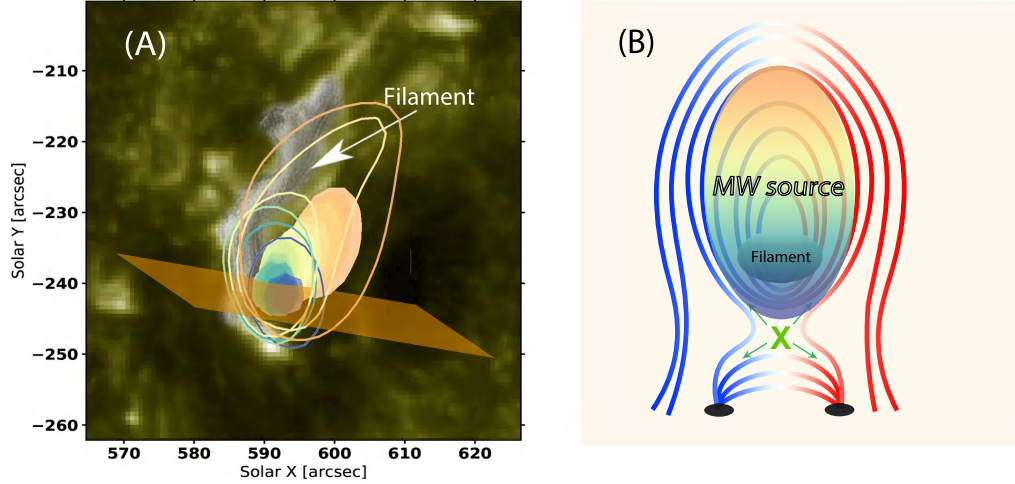 (A)
Filament
−210
−220
−230
−240
−250
−260
Solar Y [arcsec]
570 580 590 600 610 620
Solar X [arcsec]
(B)
MW source
Filament
X